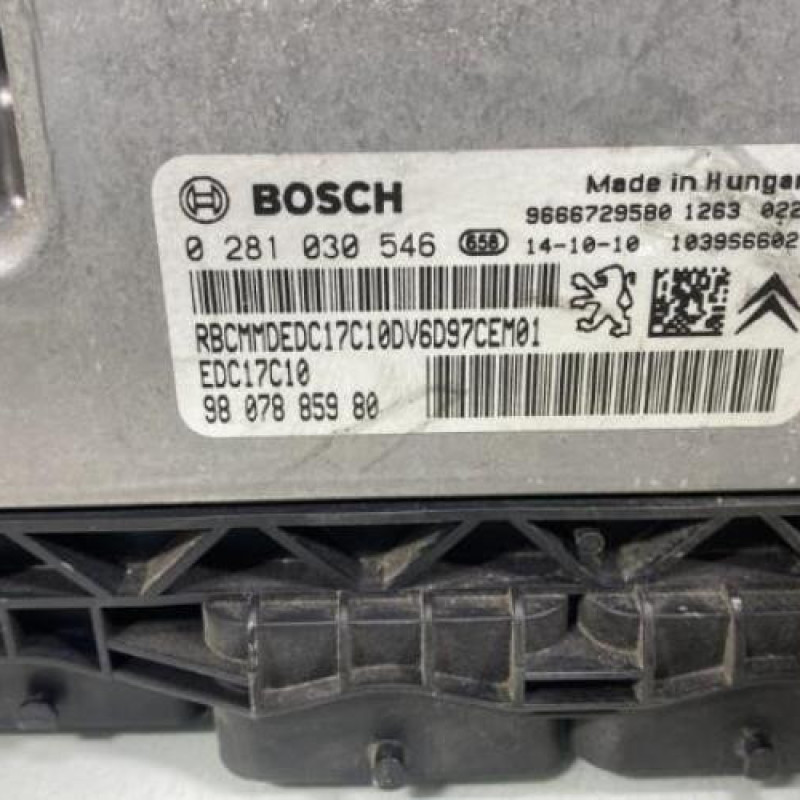 BOSCH
Made in Hungar
9666729580 1263 022
0 281 030 546 658 14-10-10 1039S6602
RBCMMDEDC17C10DV6D97CEM01
EDC17C10
98 078 859 80